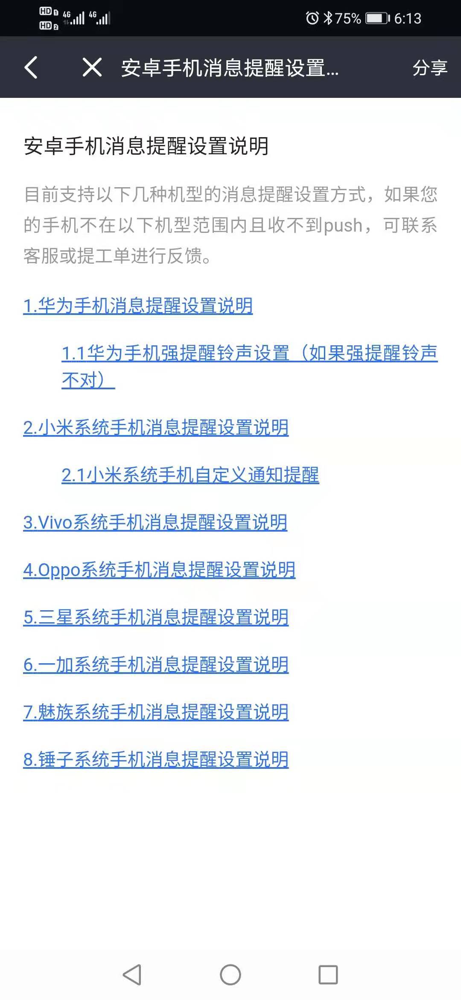 HD 1 4G 4G 75% 6:13
HD 2
安卓手机消息提醒设置... 分享
安卓手机消息提醒设置说明
目前支持以下几种机型的消息提醒设置方式，如果您
的手机不在以下机型范围内且收不到push，可联系
客服或提工单进行反馈。
1.华为手机消息提醒设置说明
1.1华为手机强提醒铃声设置（如果强提醒铃声
不对）
2.小米系统手机消息提醒设置说明
2.1小米系统手机自定义通知提醒
3.Vivo系统手机消息提醒设置说明
4.Oppo系统手机消息提醒设置说明
5.三星系统手机消息提醒设置说明
6.一加系统手机消息提醒设置说明
7.魅族系统手机消息提醒设置说明
8.锤子系统手机消息提醒设置说明